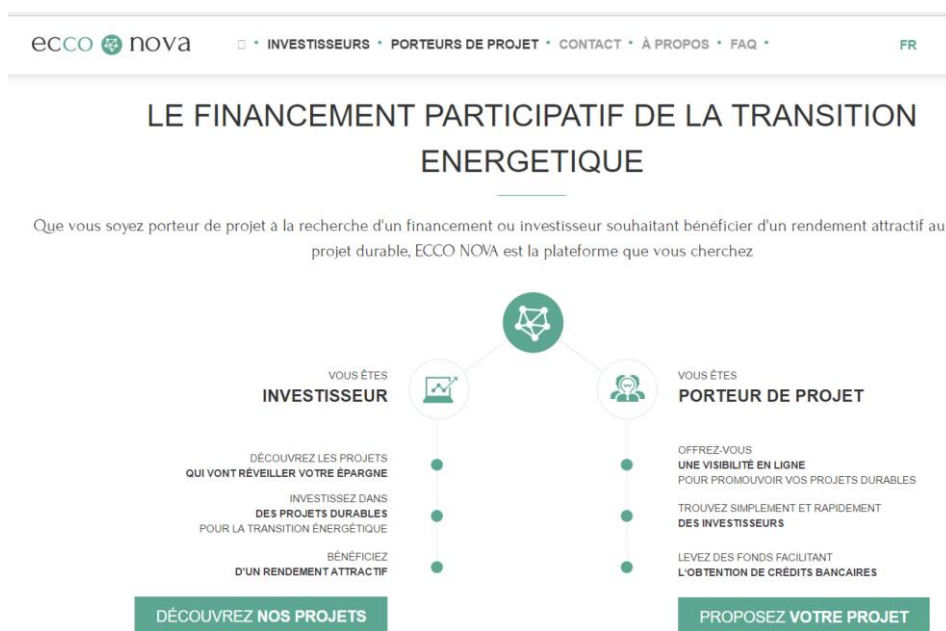 ecco nova
INVESTISSEURS • PORTEURS DE PROJET • CONTACT • À PROPOS • FAQ •
FR
LE FINANCEMENT PARTICIPATIF DE LA TRANSITION
ENERGETIQUE
Que vous soyez porteur de projet à la recherche d'un financement ou investisseur souhaitant bénéficier d'un rendement attractif au
projet durable, ECCO NOVA est la plateforme que vous cherchez
VOUS ÊTES
INVESTISSEUR
DÉCOUVREZ LES PROJETS
QUI VONT RÉVEILLER VOTRE ÉPARGNE
INVESTISSEZ DANS
DES PROJETS DURABLES
POUR LA TRANSITION ÉNERGÉTIQUE
BÉNÉFICIEZ
D'UN RENDEMENT ATTRACTIF
DÉCOUVREZ NOS PROJETS
VOUS ÊTES
PORTEUR DE PROJET
OFFREZ-VOUS
UNE VISIBILITÉ EN LIGNE
POUR PROMOUVOIR VOS PROJETS DURABLES
TROUVEZ SIMPLEMENT ET RAPIDEMENT
DES INVESTISSEURS
LEVEZ DES FONDS FACILITANT
L'OBTENTION DE CRÉDITS BANCAIRES
PROPOSEZ VOTRE PROJET